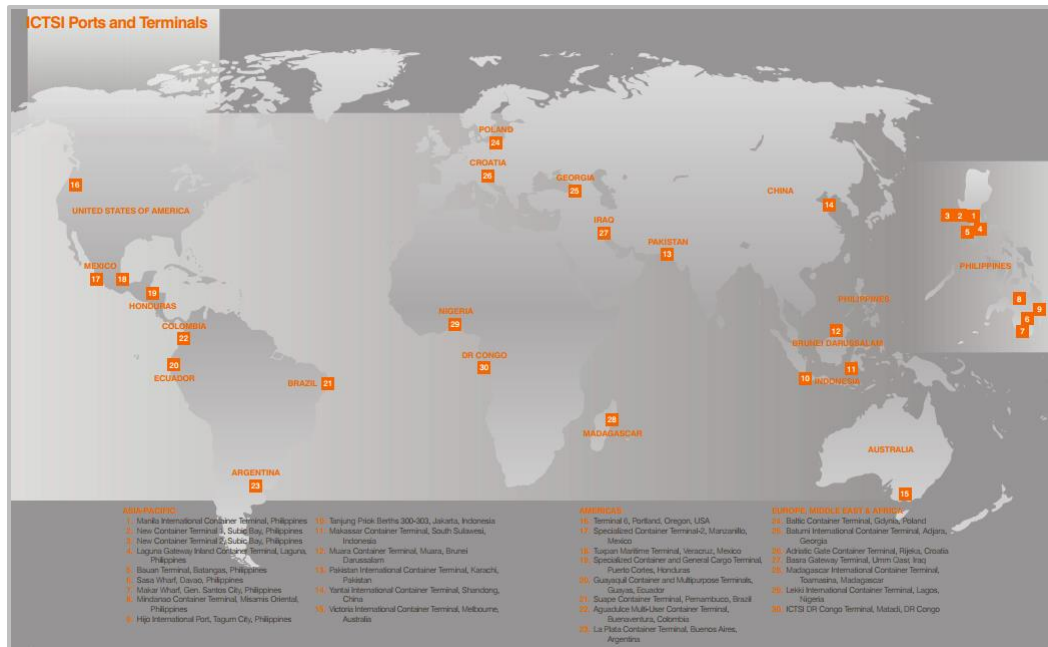 ICTSI Ports and Terminals
POLAND
24
CROATIA
26
GEORGIA
25
CHINA
14
16
UNITED STATES OF AMERICA
IRAQ
27
PAKISTAN
13
3 2 1
5 4
PHILIPPINES
MEXICO
17 18
19
HONDURAS
PHILIPPINES
8
9
6
7
COLOMBIA
22
NIGERIA
29
12
BRUNEI DARUSSALAM
DR CONGO
30
20
ECUADOR
BRAZIL 21
10
11
INDONESIA
28
MADAGASCAR
AUSTRALIA
ARGENTINA
23
15
ASIA-PACIFIC
1. Manila International Container Terminal, Philippines
2. New Container Terminal 1, Subic Bay, Philippines
3. New Container Terminal 2, Subic Bay, Philippines
4. Laguna Gateway Inland Container Terminal, Laguna,
Philippines
5. Bauan Terminal, Batangas, Philippines
6. Sasa Wharf, Davao, Philippines
7. Makar Wharf, Gen. Santos City, Philippines
8. Mindanao Container Terminal, Misamis Oriental,
Philippines
9. Hijo International Port, Tagum City, Philippines
10. Tanjung Priok Berths 300-303, Jakarta, Indonesia
11. Makassar Container Terminal, South Sulawesi,
Indonesia
12. Muara Container Terminal, Muara, Brunei
Darussalam
13. Pakistan International Container Terminal, Karachi,
Pakistan
14. Yantai International Container Terminal, Shandong,
China
15. Victoria International Container Terminal, Melbourne,
Australia
AMERICAS
16. Terminal 6, Portland, Oregon, USA
17. Specialized Container Terminal-2, Manzanillo,
Mexico
18. Tuxpan Maritime Terminal, Veracruz, Mexico
19. Specialized Container and General Cargo Terminal,
Puerto Cortes, Honduras
20. Guayaquil Container and Multipurpose Terminals,
Guayas, Ecuador
21. Suape Container Terminal, Pernambuco, Brazil
22. Aguadulce Multi-User Container Terminal,
Buenaventura, Colombia
23. La Plata Container Terminal, Buenos Aires,
Argentina
EUROPE, MIDDLE EAST & AFRICA
24. Baltic Container Terminal, Gdynia, Poland
25. Batumi International Container Terminal, Adjara,
Georgia
26. Adriatic Gate Container Terminal, Rijeka, Croatia
27. Basra Gateway Terminal, Umm Qasr, Iraq
28. Madagascar International Container Terminal,
Toamasina, Madagascar
29. Lekki International Container Terminal, Lagos,
Nigeria
30. ICTSI DR Congo Terminal, Matadi, DR Congo